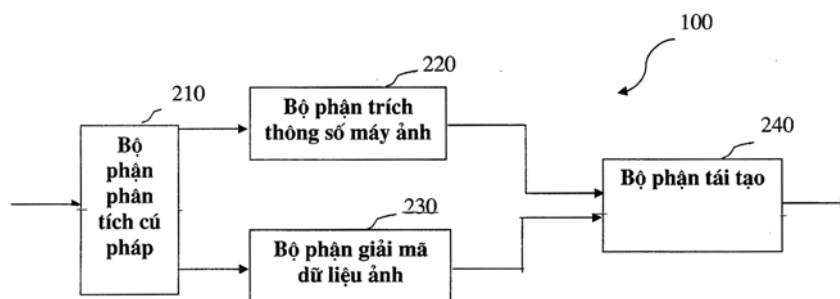 100
210
Bộ
phận
phân
tích cú
pháp
220
Bộ phận trích
thông số máy ảnh
230
Bộ phận giải mã
dữ liệu ảnh
240
Bộ phận tái tạo